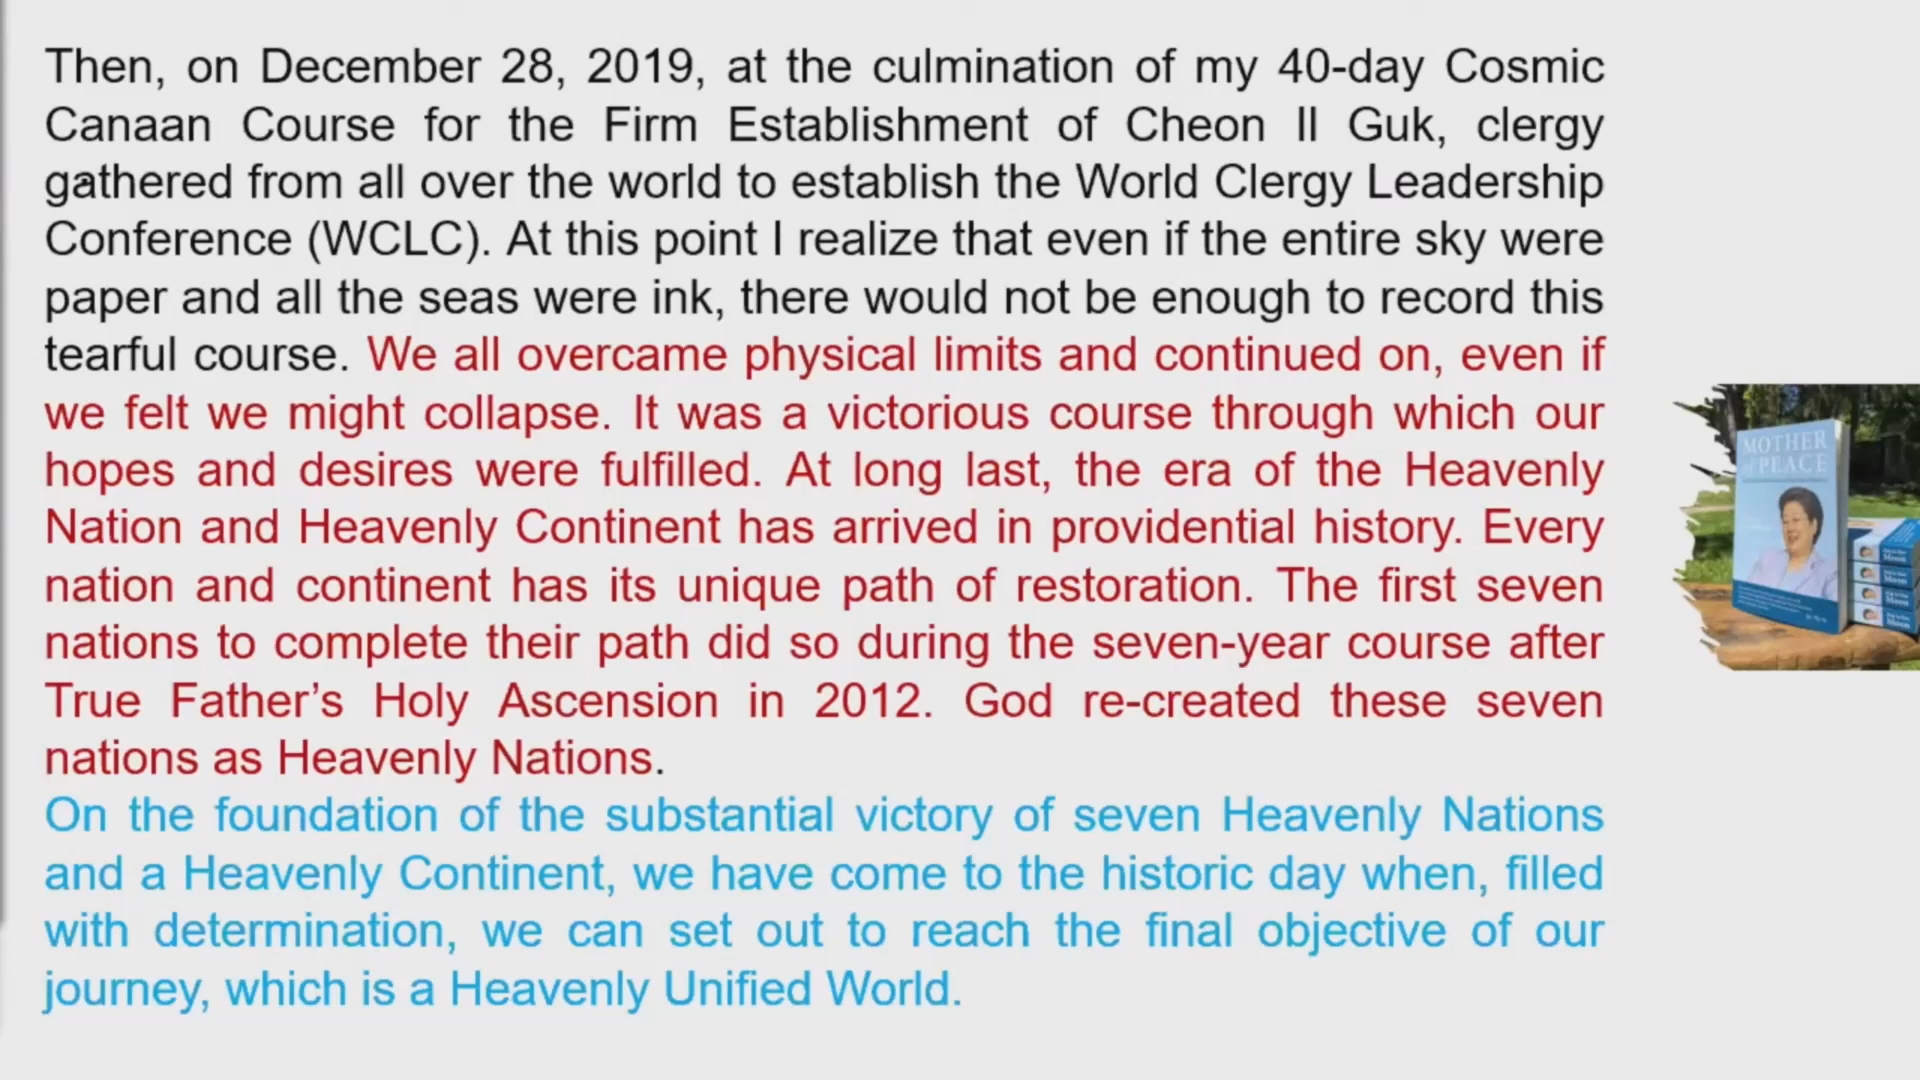 Then, on December 28, 2019, at the culmination of my 40-day Cosmic
Canaan Course for the Firm Establishment of Cheon Il Guk, clergy
gathered from all over the world to establish the World Clergy Leadership
Conference (WCLC). At this point I realize that even if the entire sky were
paper and all the seas were ink, there would not be enough to record this
tearful course. We all overcame physical limits and continued on, even if
we felt we might collapse. It was a victorious course through which our
hopes and desires were fulfilled. At long last, the era of the Heavenly
Nation and Heavenly Continent has arrived in providential history. Every
nation and continent has its unique path of restoration. The first seven
nations to complete their path did so during the seven-year course after
True Father’s Holy Ascension in 2012. God re-created these seven
nations as Heavenly Nations.
On the foundation of the substantial victory of seven Heavenly Nations
and a Heavenly Continent, we have come to the historic day when, filled
with determination, we can set out to reach the final objective of our
journey, which is a Heavenly Unified World.
MOTHER
of PEACE
Moon
Moon
Moon
Moon